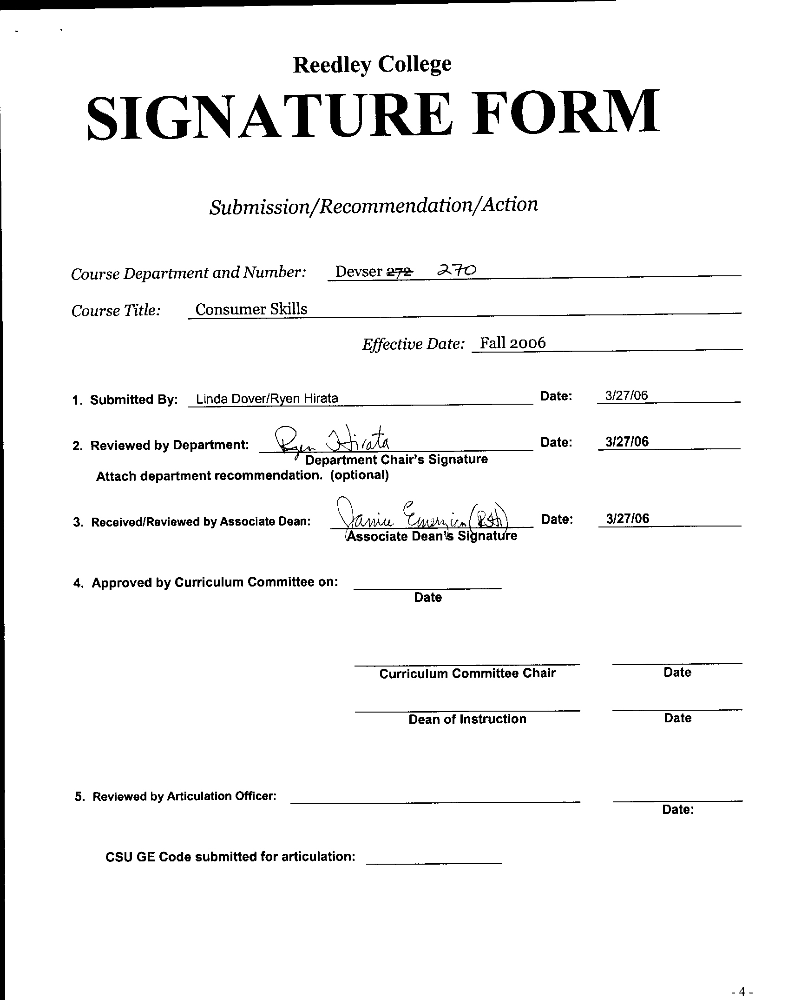 Reedley College
SIGNATURE FORM
Submission/Recommendation/Action
Course Department and Number: Devser 272 270
Course Title: Consumer Skills
Effective Date: Fall 2006
1. Submitted By: Linda Dover/Ryen Hirata Date: 3/27/06
2. Reviewed by Department: Ryen Hirata Date: 3/27/06
Department Chair's Signature
Attach department recommendation. (optional)
3. Received/Reviewed by Associate Dean: Janice Emerzian (RSH) Date: 3/27/06
Associate Dean's Signature
4. Approved by Curriculum Committee on:
Date
Curriculum Committee Chair Date
Dean of Instruction Date
5. Reviewed by Articulation Officer:
Date:
CSU GE Code submitted for articulation:
- 4 -